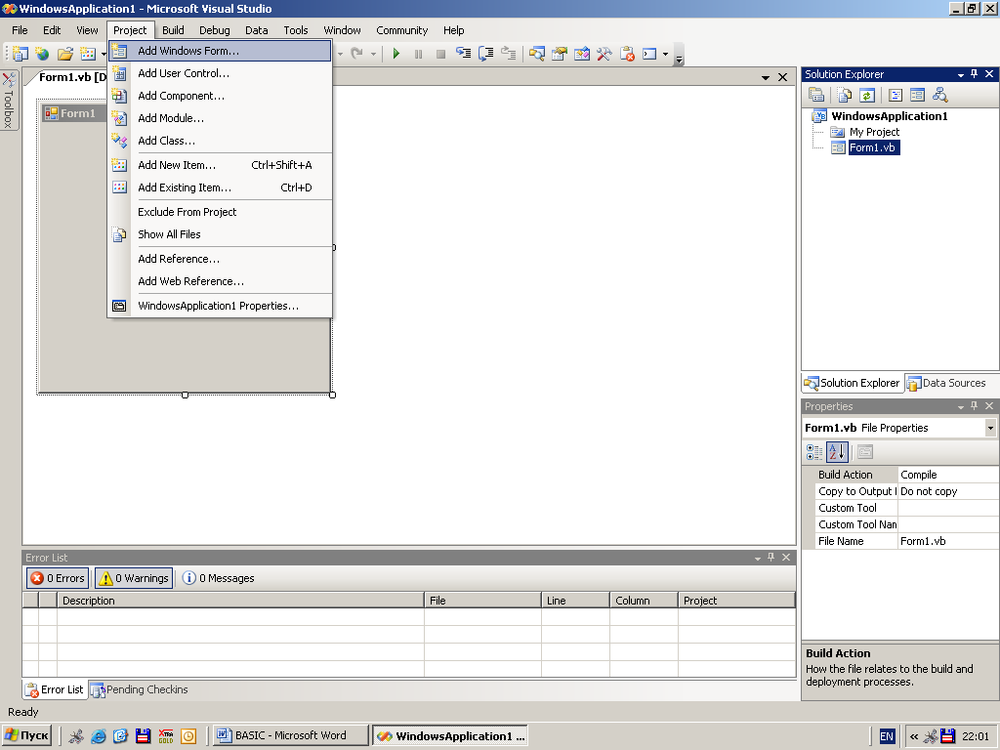 WindowsApplication1 - Microsoft Visual Studio
File Edit View Project Build Debug Data Tools Window Community Help
Add Windows Form...
Add User Control...
Add Component...
Add Module...
Add Class...
Add New Item... Ctrl+Shift+A
Add Existing Item... Ctrl+D
Exclude From Project
Show All Files
Add Reference...
Add Web Reference...
WindowsApplication1 Properties...
Toolbox
Form1.vb [D
Form1
Solution Explorer
WindowsApplication1
My Project
Form1.vb
Solution Explorer Data Sources
Properties
Form1.vb File Properties
Build Action Compile
Copy to Output Do not copy
Custom Tool
Custom Tool Nam
File Name Form1.vb
Build Action
How the file relates to the build and
deployment processes.
Error List
0 Errors 0 Warnings 0 Messages
Description File Line Column Project
Error List Pending Checkins
Ready
Пуск XTRA GOLD BASIC - Microsoft Word WindowsApplication1 ... EN « 22:01